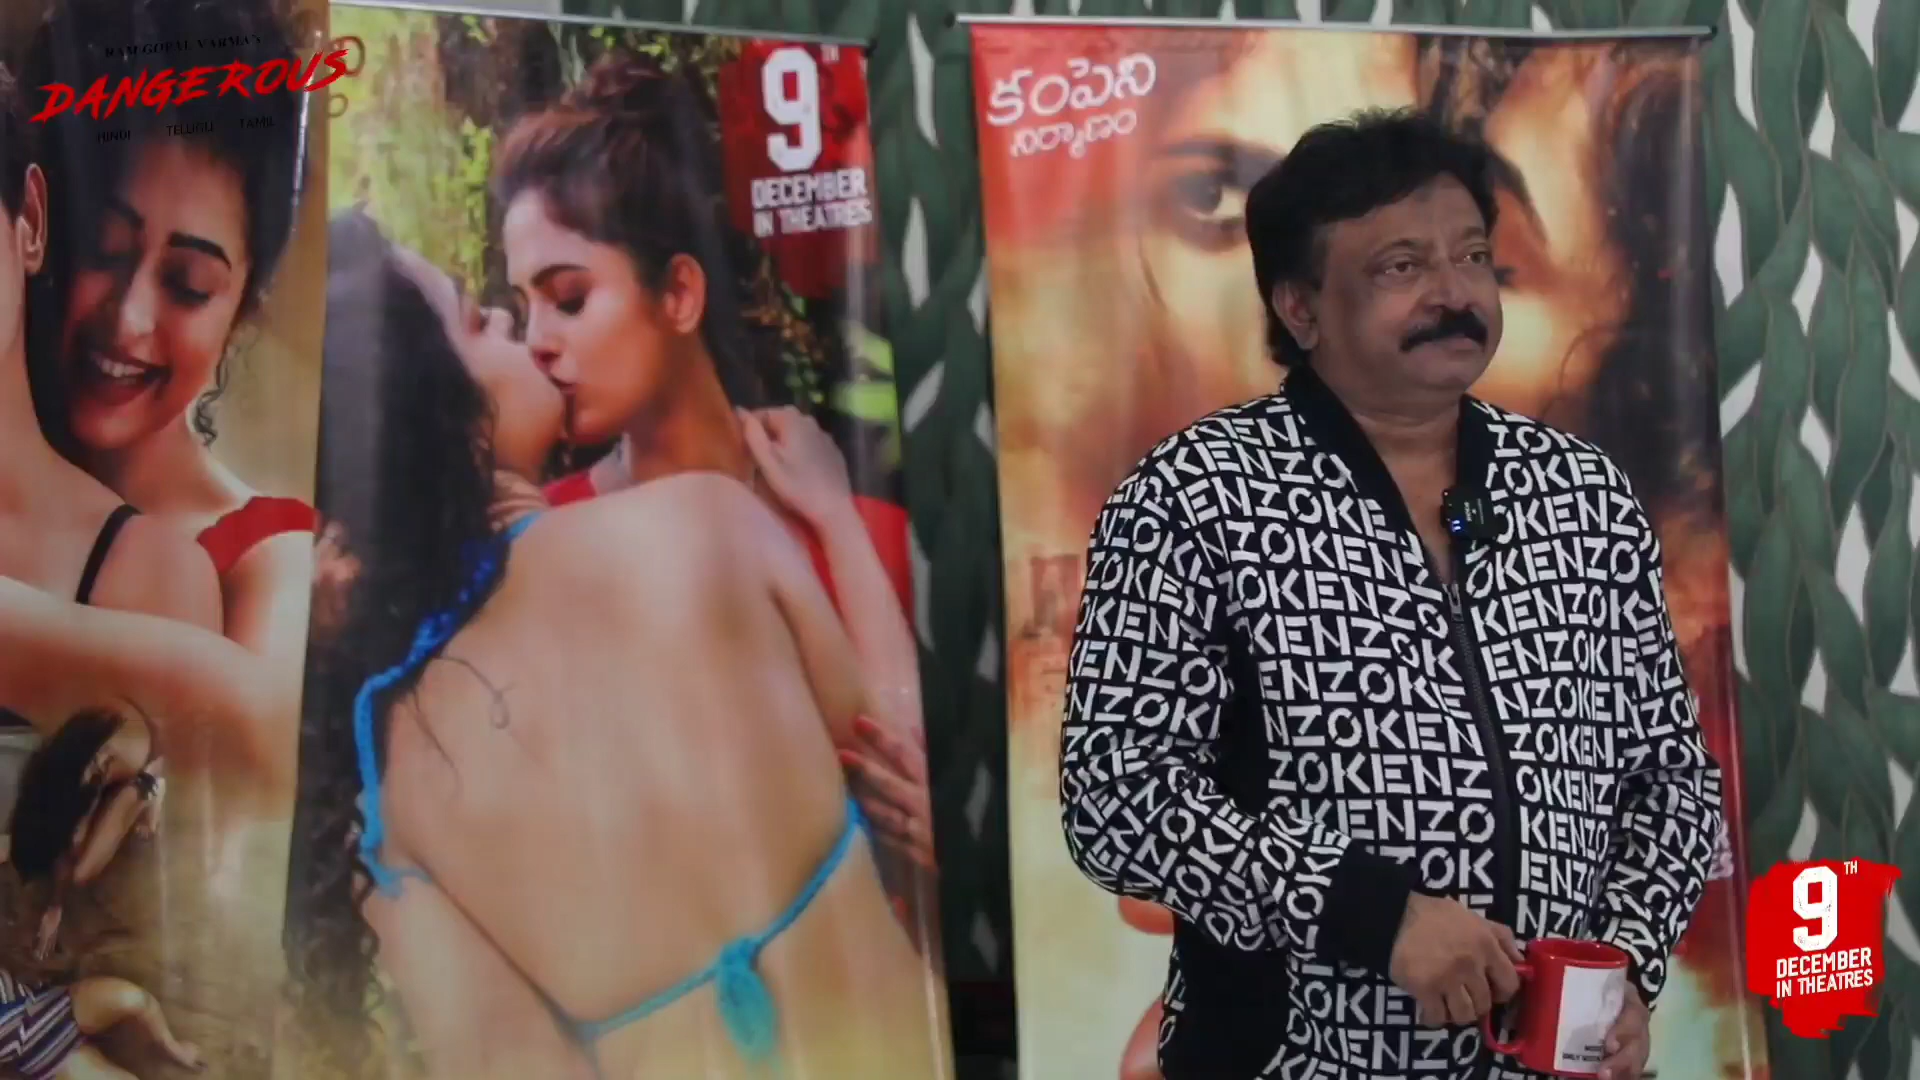 RAM GOPAL VARMA'S
DANGEROUS
HINDI TELUGU TAMIL
9TH
DECEMBER
IN THEATRES
కంపెని
నిర్మాణం
KENZO
9TH
DECEMBER
IN THEATRES